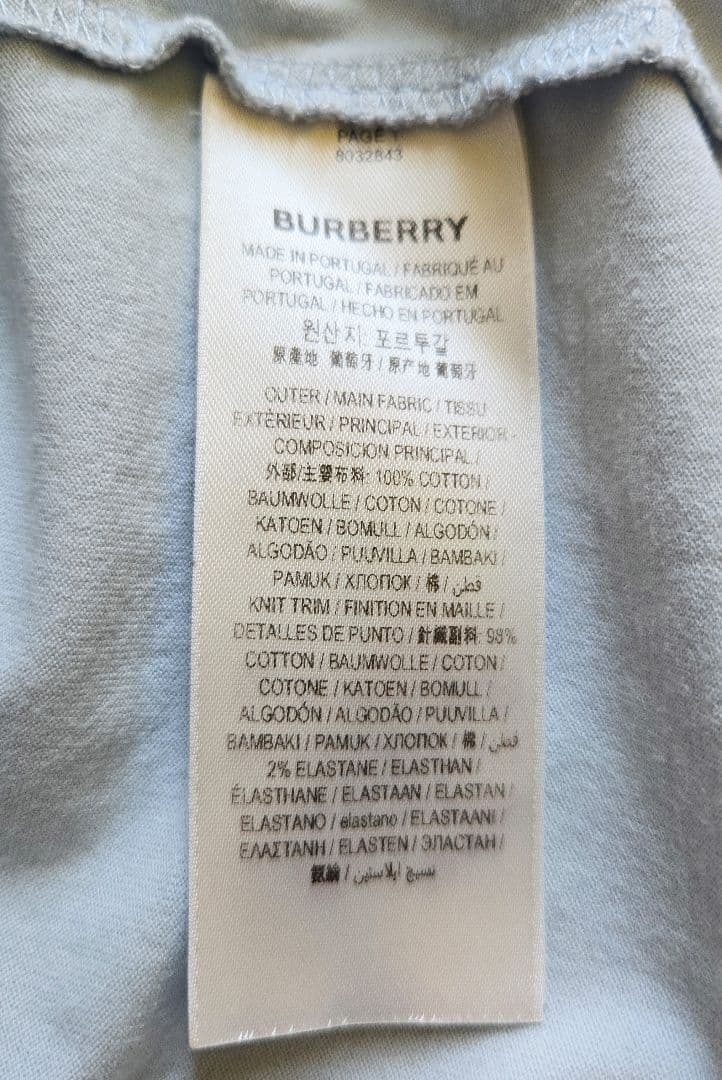 PAGE 1
8032843
BURBERRY
MADE IN PORTUGAL / FABRIQUÉ AU
PORTUGAL / FABRICADO EM
PORTUGAL / HECHO EN PORTUGAL
원산지: 포르투갈
原產地 葡萄牙 / 原产地 葡萄牙
OUTER / MAIN FABRIC / TISSU
EXTÉRIEUR / PRINCIPAL / EXTERIOR -
COMPOSICION PRINCIPAL /
外部/主要布料: 100% COTTON /
BAUMWOLLE / COTON / COTONE /
KATOEN / BOMULL / ALGODÓN /
ALGODÃO / PUUVILLA / BAMBAKI /
PAMUK / ХЛОПОК / 棉 / قطن /
KNIT TRIM / FINITION EN MAILLE /
DETALLES DE PUNTO / 針織副料: 98%
COTTON / BAUMWOLLE / COTON /
COTONE / KATOEN / BOMULL /
ALGODÓN / ALGODÃO / PUUVILLA /
BAMBAKI / PAMUK / ХЛОПОК / 棉 / قطن
2% ELASTANE / ELASTHAN /
ÉLASTHANE / ELASTAAN / ELASTAN /
ELASTANO / elastano / ELASTAANI /
ΕΛΑΣΤΑΝΗ / ELASTEN / ЭЛАСТАН /
氨綸 / نسيج ايلاستين